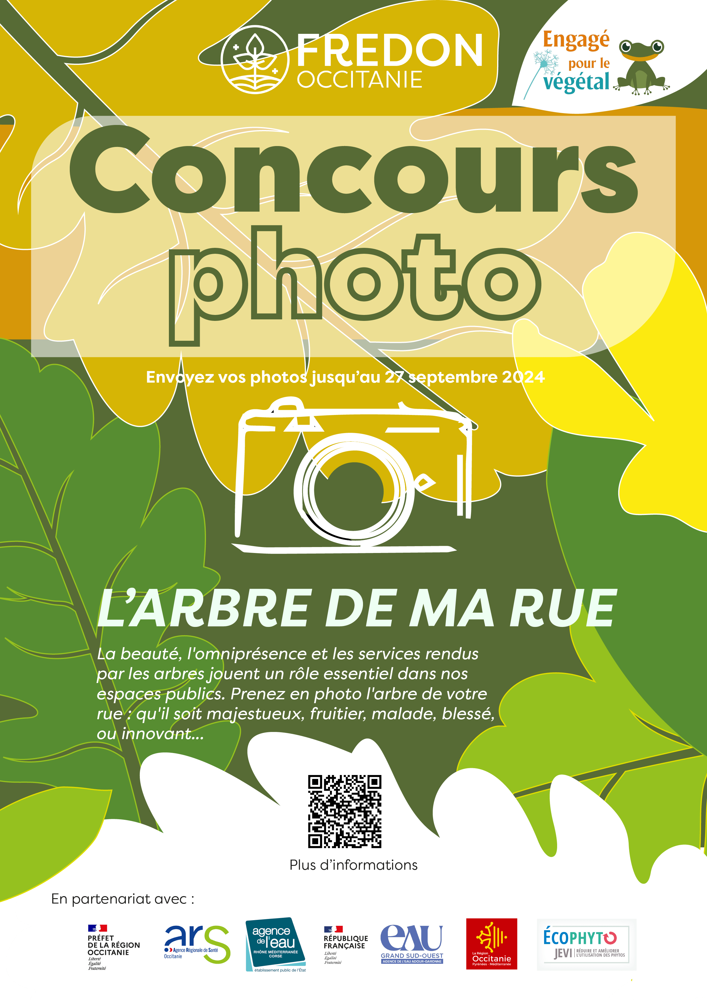 FREDON
OCCITANIE
Engagé
pour le
végétal
Concours
photo
Envoyez vos photos jusqu’au 27 septembre 2024
L’ARBRE DE MA RUE
La beauté, l'omniprésence et les services rendus
par les arbres jouent un rôle essentiel dans nos
espaces publics. Prenez en photo l'arbre de votre
rue : qu'il soit majestueux, fruitier, malade, blessé,
ou innovant...
Plus d’informations
En partenariat avec :
PRÉFET
DE LA RÉGION
OCCITANIE
Liberté
Égalité
Fraternité
ars
Agence Régionale de Santé
Occitanie
agence
de l'eau
RHÔNE MÉDITERRANÉE
CORSE
établissement public de l'État
RÉPUBLIQUE
FRANÇAISE
Liberté
Égalité
Fraternité
eau
GRAND SUD-OUEST
AGENCE DE L'EAU ADOUR-GARONNE
La Région
Occitanie
Pyrénées - Méditerranée
ÉCOPHYTO
JEVI
RÉDUIRE ET AMÉLIORER
L'UTILISATION DES PHYTOS